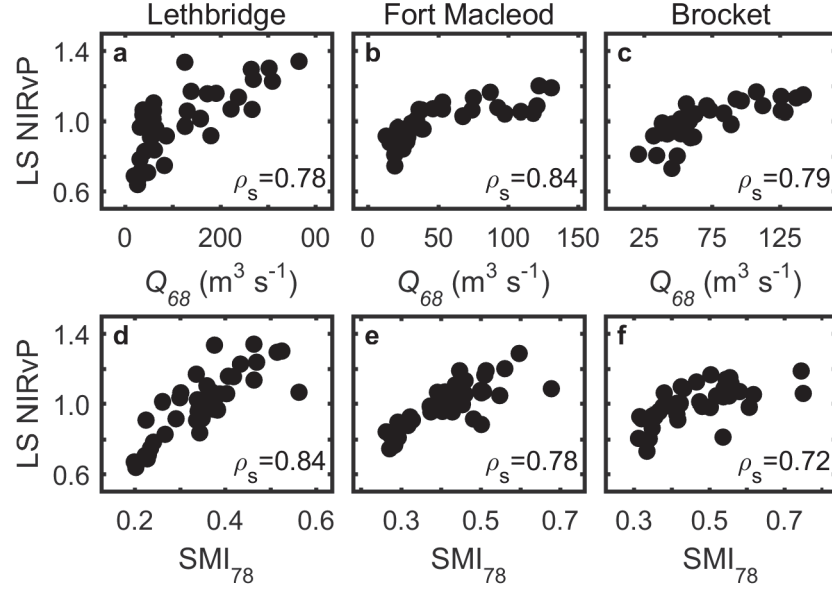 Lethbridge Fort Macleod Brocket
LS NIRvP
1.4
1.0
0.6
a
ρs=0.78
b
ρs=0.84
c
ρs=0.79
0 200 00
0 50 100 150
25 75 125
Q68 (m3 s-1)
Q68 (m3 s-1)
Q68 (m3 s-1)
LS NIRvP
1.4
1.0
0.6
d
ρs=0.84
e
ρs=0.78
f
ρs=0.72
0.2 0.4 0.6
0.3 0.5 0.7
0.3 0.5 0.7
SMI78
SMI78
SMI78